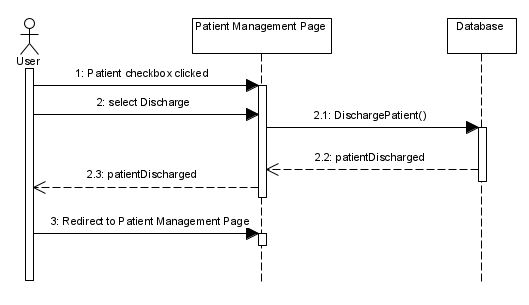 Patient Management Page
Database
User
1: Patient checkbox clicked
2: select Discharge
2.1: DischargePatient()
2.2: patientDischarged
2.3: patientDischarged
3: Redirect to Patient Management Page